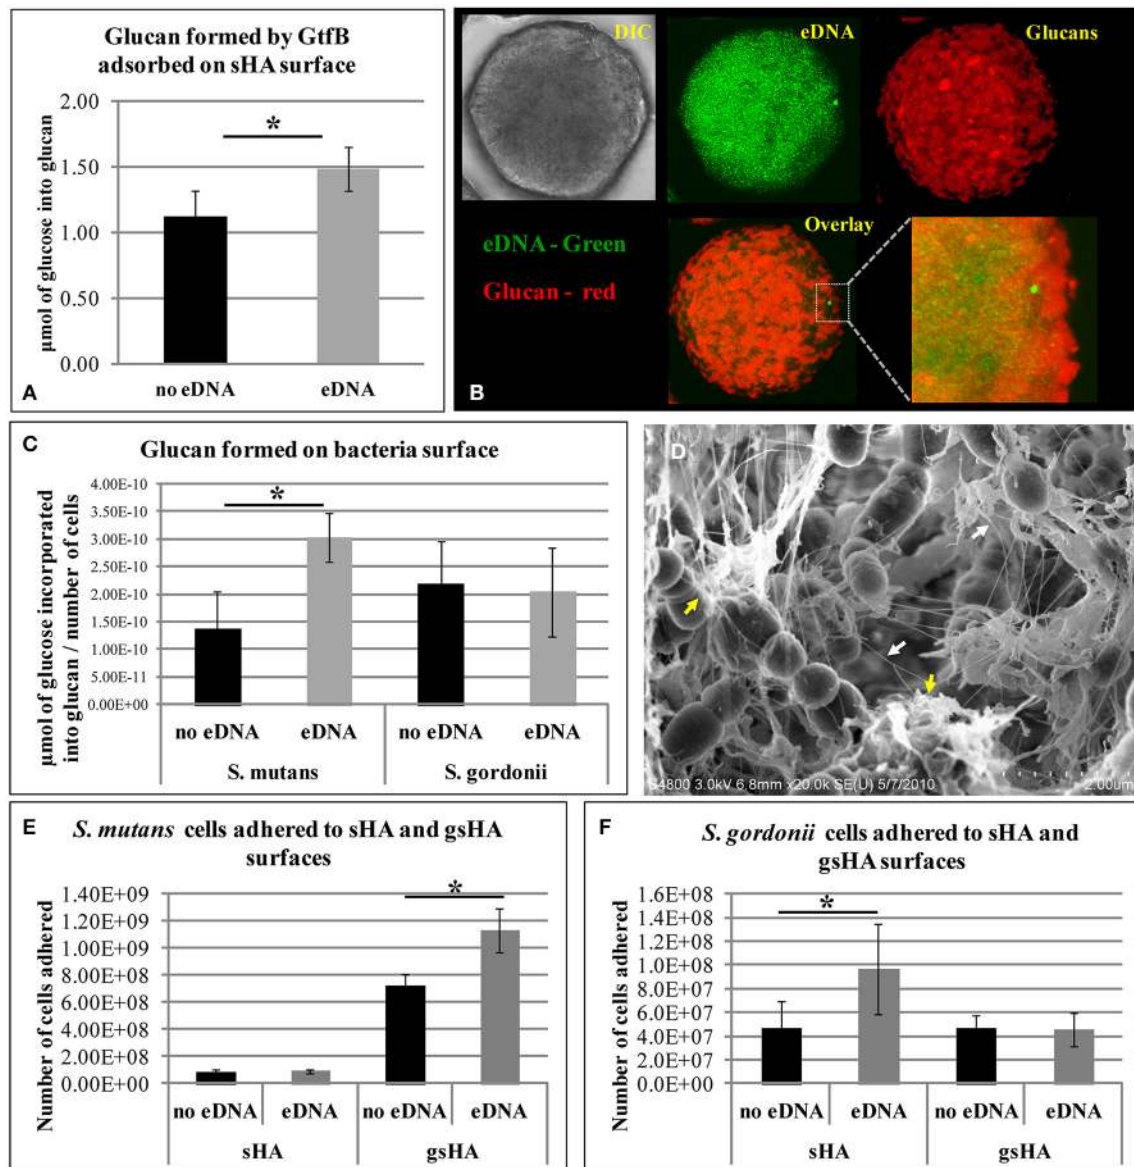 Glucan formed by GtfB
adsorbed on sHA surface
µmol of glucose into glucan
2.00
1.50
1.00
0.50
0.00
*
no eDNA eDNA
A
DIC
eDNA
Glucans
Overlay
eDNA - Green
Glucan - red
B
C
Glucan formed on bacteria surface
µmol of glucose incorporated
into glucan / number of cells
4.00E-10
3.50E-10
3.00E-10
2.50E-10
2.00E-10
1.50E-10
1.00E-10
5.00E-11
0.00E+00
*
no eDNA eDNA no eDNA eDNA
S. mutans S. gordonii
D
S4800 3.0kV 6.8mm x20.0k SE(U) 5/7/2010 2.00um
E
S. mutans cells adhered to sHA and gsHA
surfaces
Number of cells adhered
1.40E+09
1.20E+09
1.00E+09
8.00E+08
6.00E+08
4.00E+08
2.00E+08
0.00E+00
*
no eDNA eDNA no eDNA eDNA
sHA gsHA
F
S. gordonii cells adhered to sHA and
gsHA surfaces
Number of cells adhered
1.6E+08
1.4E+08
1.2E+08
1.0E+08
8.0E+07
6.0E+07
4.0E+07
2.0E+07
0.0E+00
*
no eDNA eDNA no eDNA eDNA
sHA gsHA